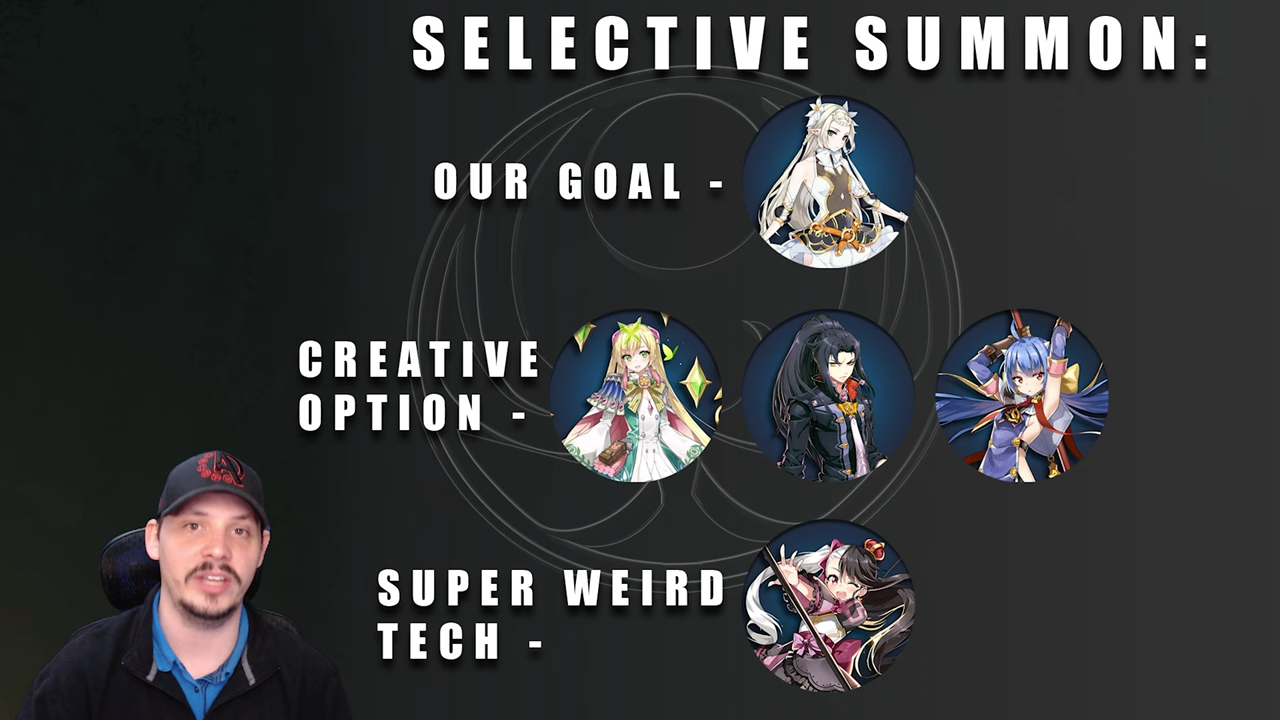 SELECTIVE SUMMON:
OUR GOAL -
CREATIVE
OPTION -
SUPER WEIRD
TECH -